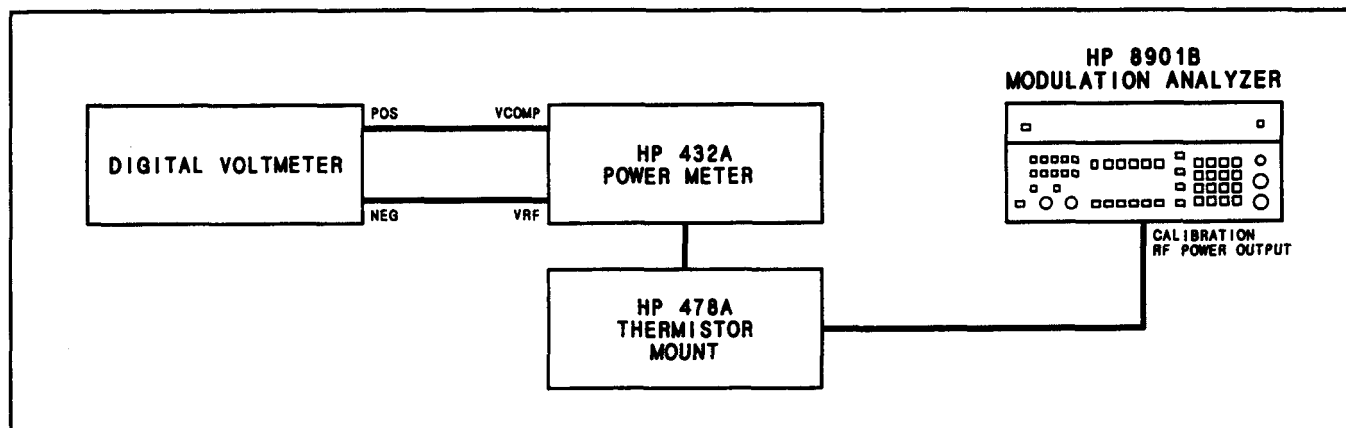 HP 8901B
MODULATION ANALYZER
POS
VCOMP
DIGITAL VOLTMETER
HP 432A
POWER METER
NEG
VRF
CALIBRATION
RF POWER OUTPUT
HP 478A
THERMISTOR
MOUNT